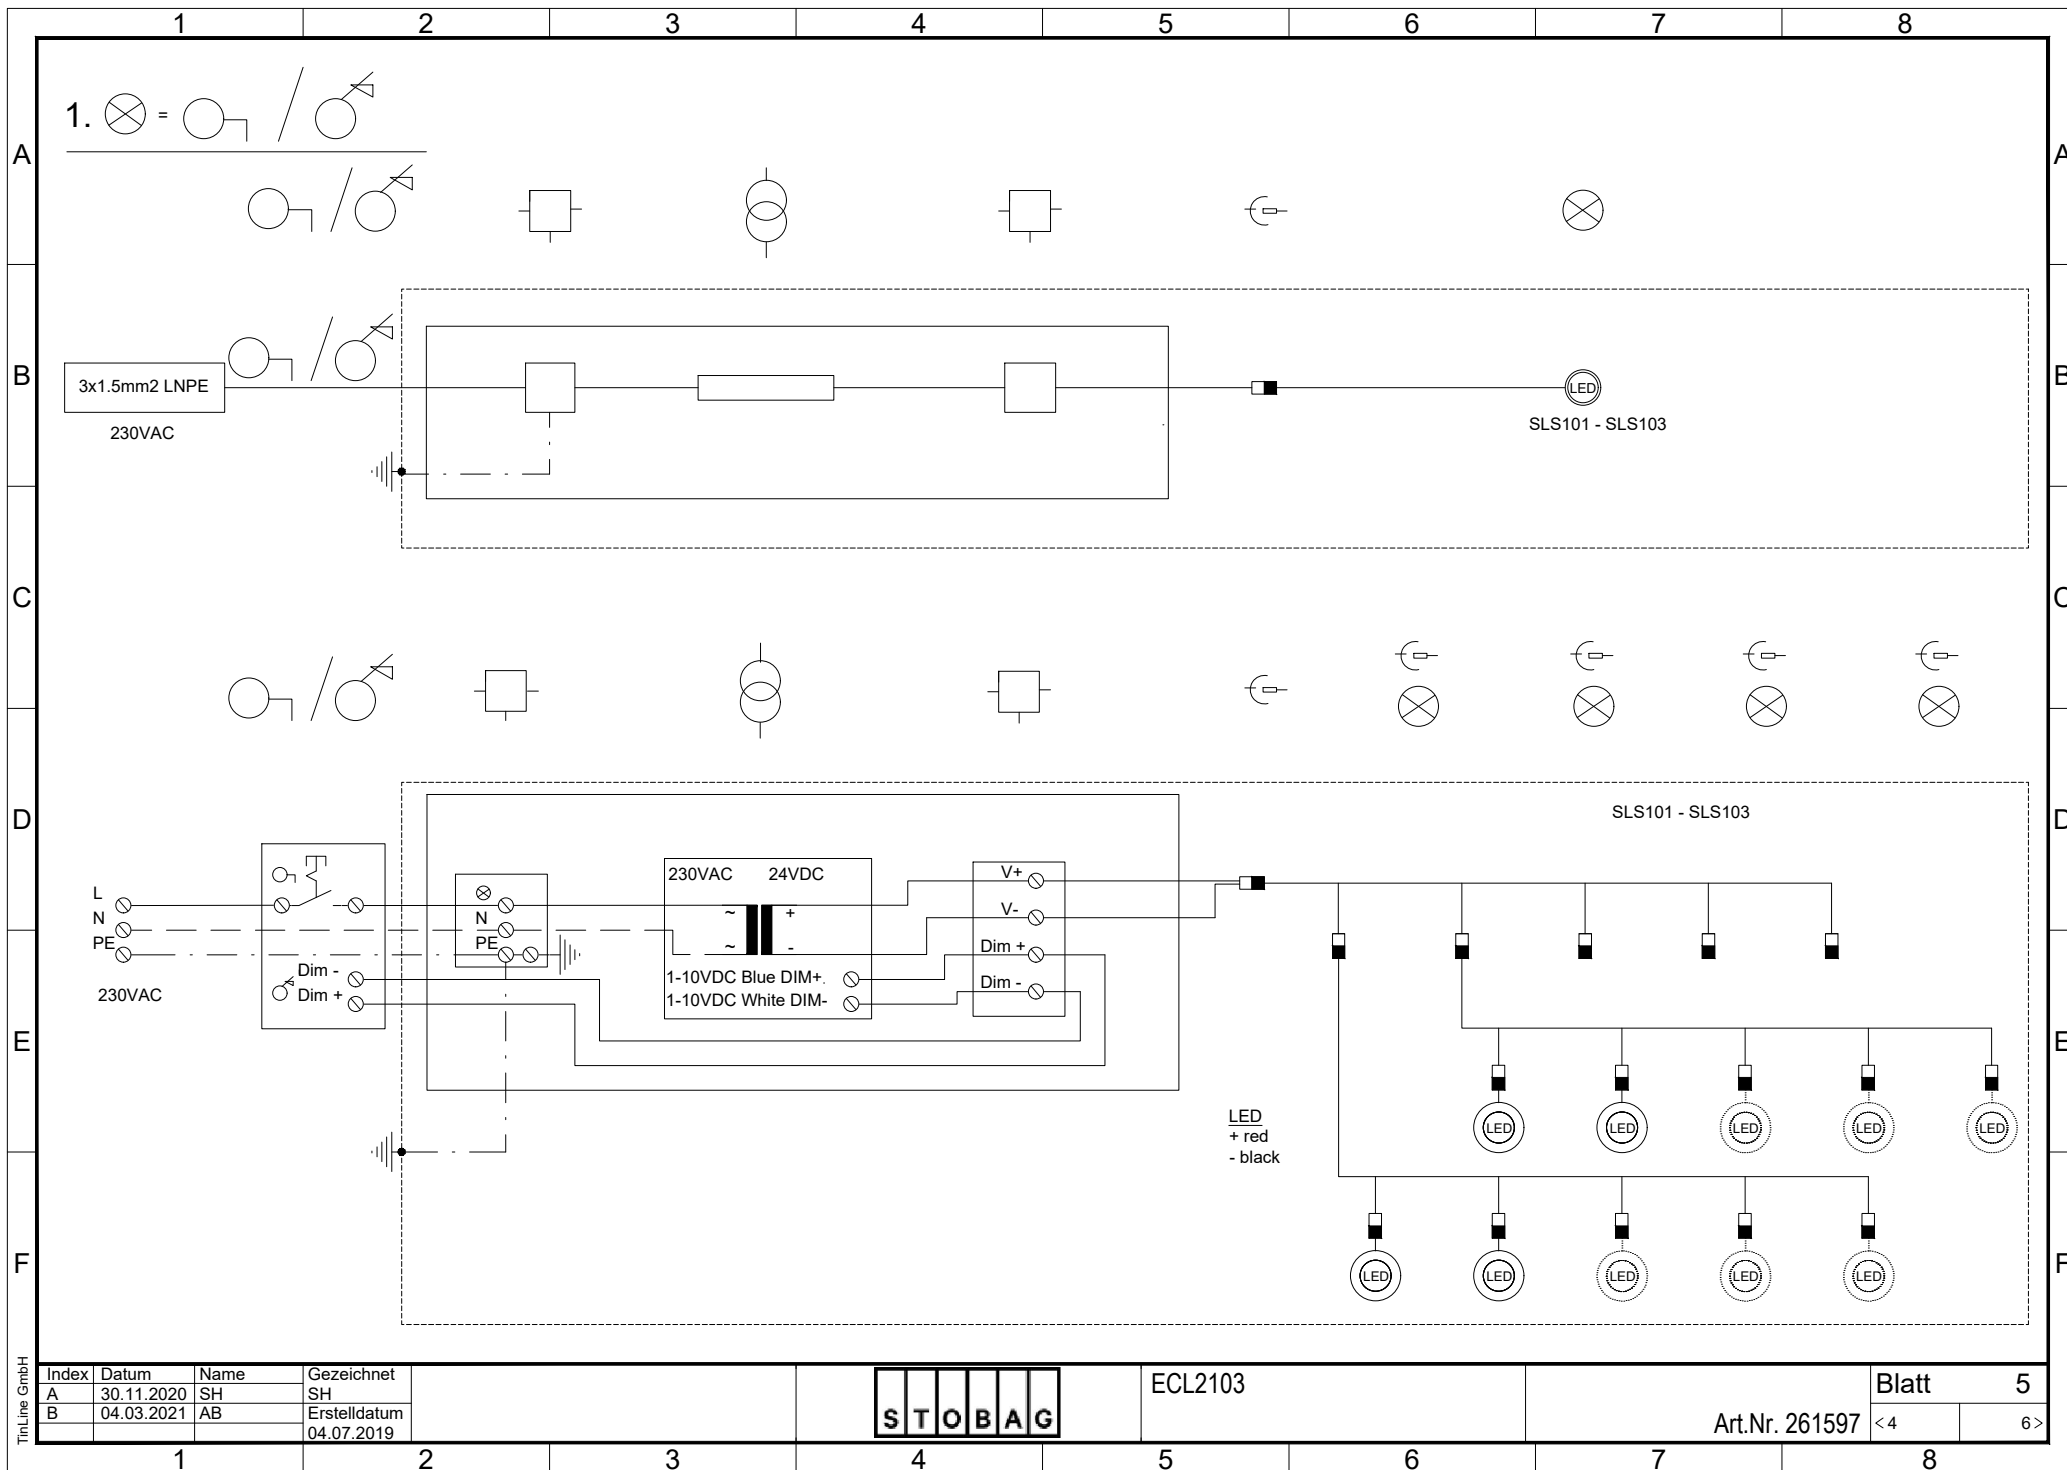 1 2 3 4 5 6 7 8
A A
1. =
B B
3x1.5mm2 LNPE
230VAC
LED
SLS101 - SLS103
C C
D D
SLS101 - SLS103
L
N
PE
230VAC
Dim -
Dim +
N
PE
230VAC 24VDC
~ +
~ -
1-10VDC Blue DIM+.
1-10VDC White DIM-
V+
V-
Dim +
Dim -
E E
LED LED LED LED LED
LED
+ red
- black
F F
LED LED LED LED LED
TinLine GmbH
Index Datum Name Gezeichnet
A 30.11.2020 SH SH
B 04.03.2021 AB Erstelldatum
04.07.2019
STOBAG
ECL2103
Art.Nr. 261597
Blatt 5
<4 6>
1 2 3 4 5 6 7 8